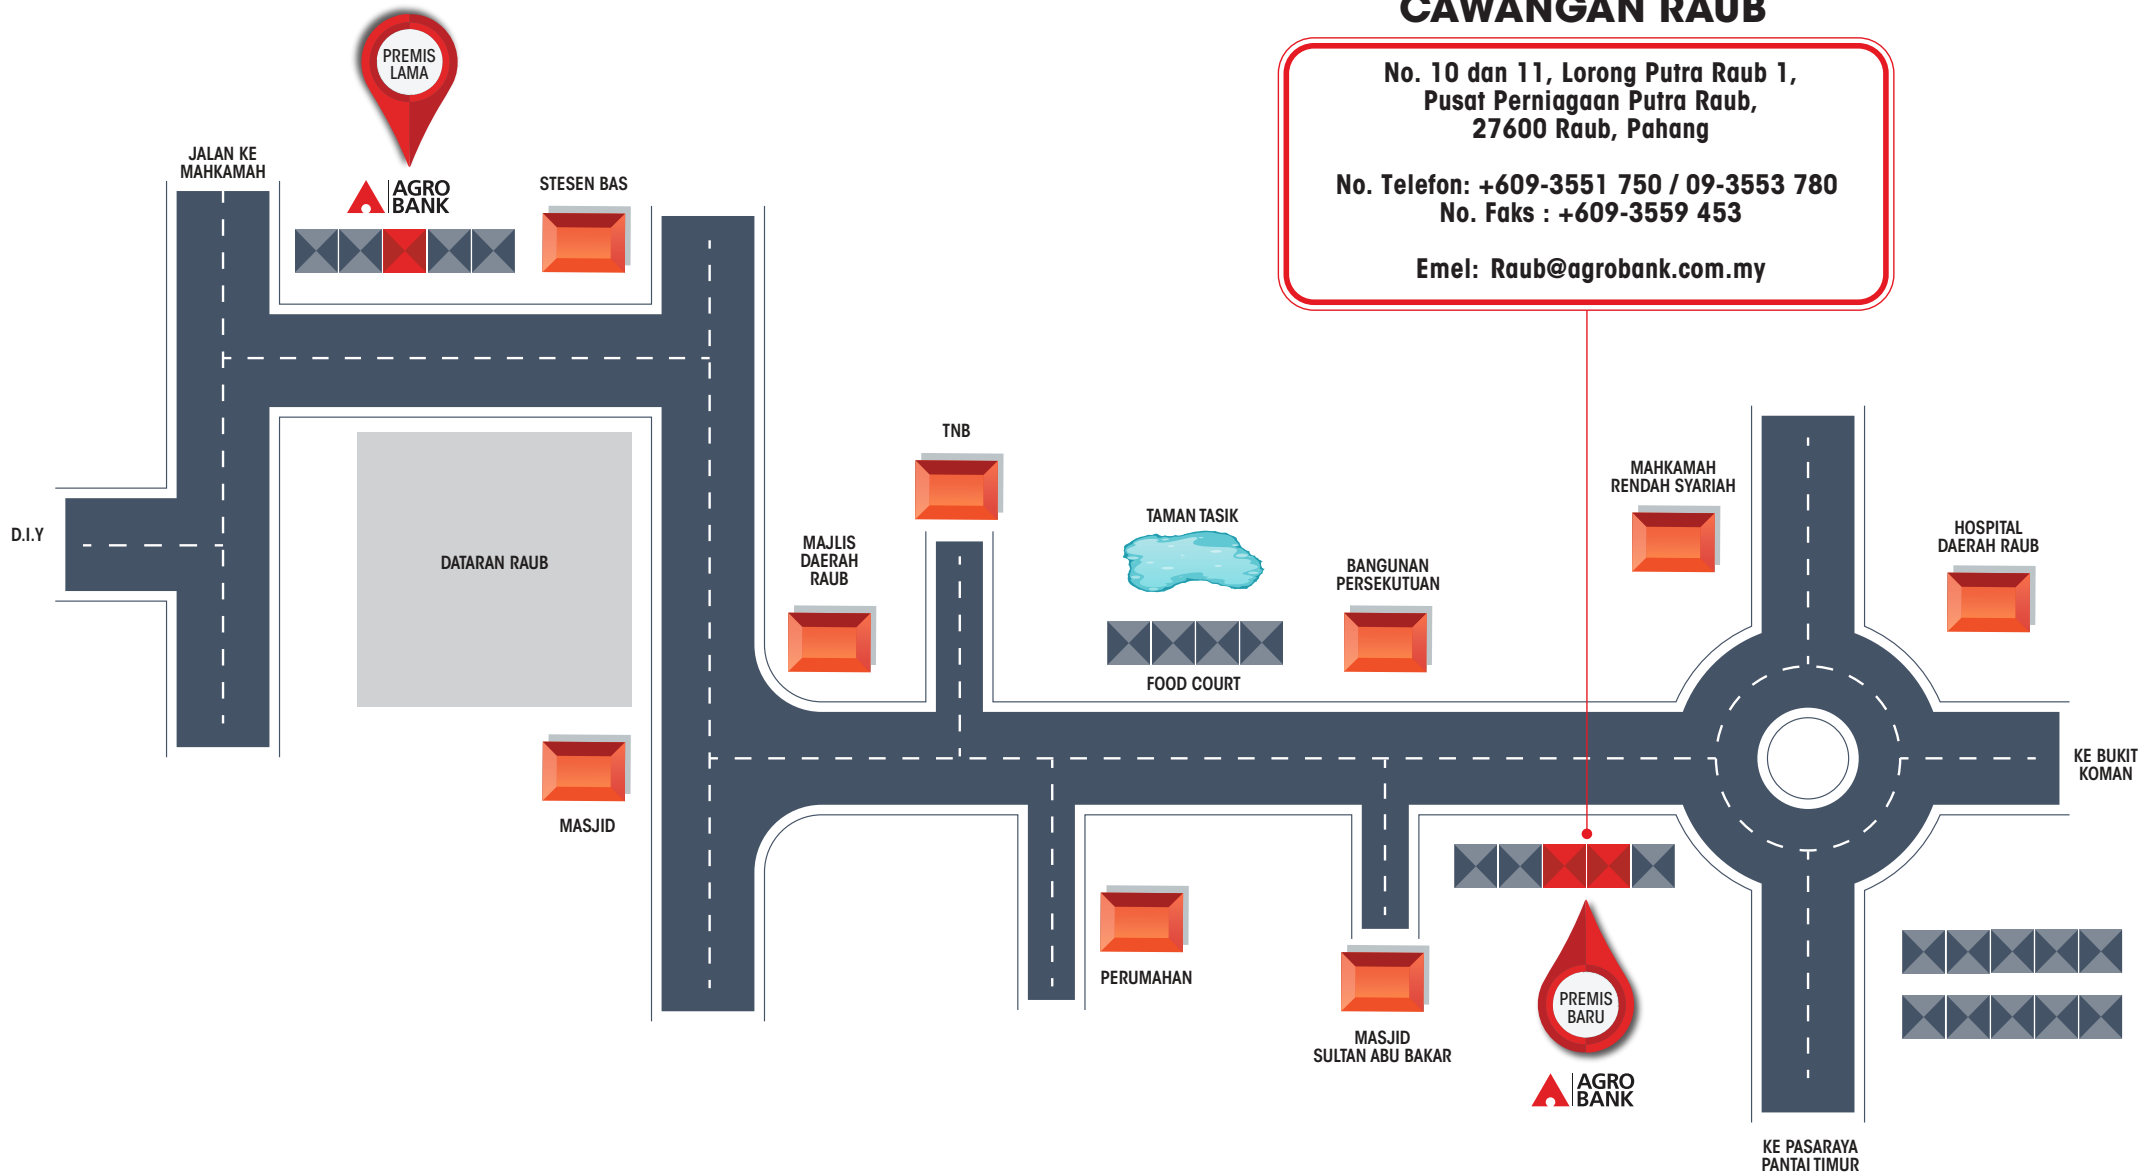 CAWANGAN RAUB
No. 10 dan 11, Lorong Putra Raub 1,
Pusat Perniagaan Putra Raub,
27600 Raub, Pahang
No. Telefon: +609-3551 750 / 09-3553 780
No. Faks : +609-3559 453
Emel: Raub@agrobank.com.my
PREMIS
LAMA
JALAN KE
MAHKAMAH
AGRO
BANK
STESEN BAS
D.I.Y
DATARAN RAUB
MASJID
MAJLIS
DAERAH
RAUB
TNB
TAMAN TASIK
FOOD COURT
BANGUNAN
PERSEKUTUAN
MAHKAMAH
RENDAH SYARIAH
HOSPITAL
DAERAH RAUB
KE BUKIT
KOMAN
PERUMAHAN
MASJID
SULTAN ABU BAKAR
PREMIS
BARU
AGRO
BANK
KE PASARAYA
PANTAI TIMUR